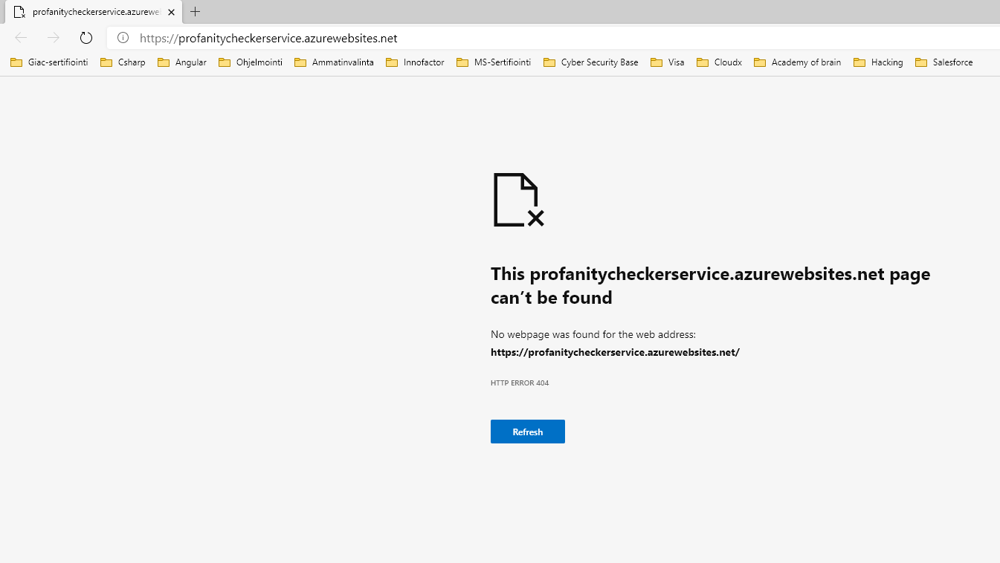 profanitycheckerservice.azurewe
https://profanitycheckerservice.azurewebsites.net
Giac-sertifiointi Csharp Angular Ohjelmointi Ammatinvalinta Innofactor MS-Sertifiointi Cyber Security Base Visa Cloudx Academy of brain Hacking Salesforce
This profanitycheckerservice.azurewebsites.net page
can’t be found
No webpage was found for the web address:
https://profanitycheckerservice.azurewebsites.net/
HTTP ERROR 404
Refresh